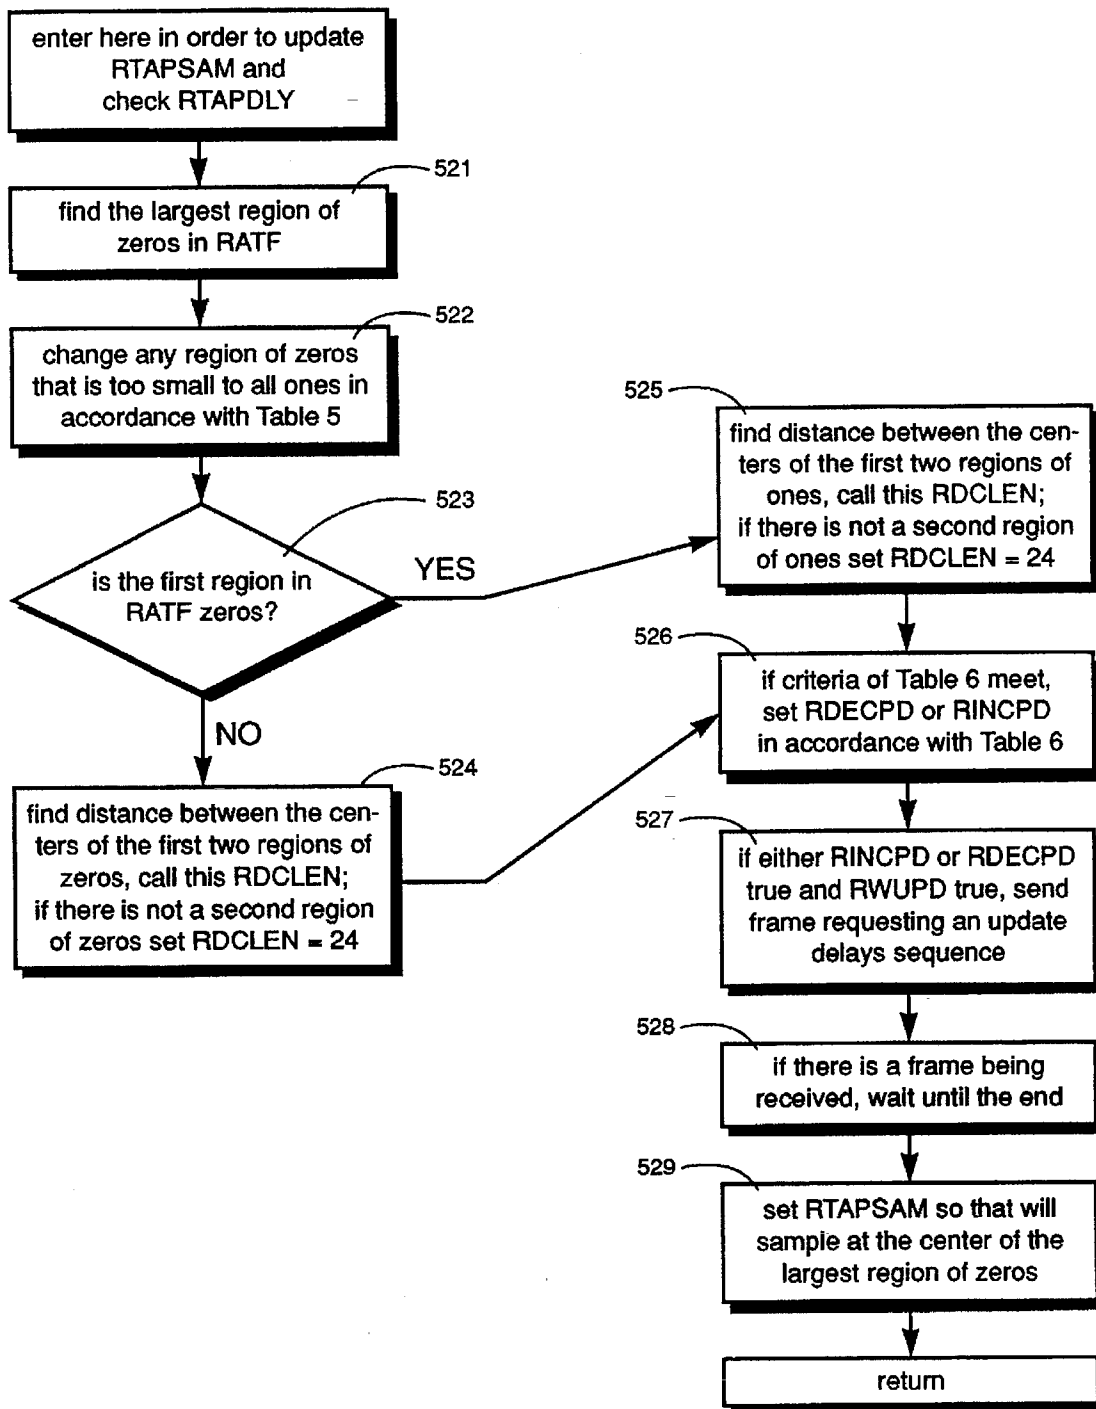 enter here in order to update
RTAPSAM and
check RTAPDLY
521
find the largest region of
zeros in RATF
522
change any region of zeros
that is too small to all ones in
accordance with Table 5
523
is the first region in
RATF zeros?
YES
NO
524
find distance between the cen-
ters of the first two regions of
zeros, call this RDCLEN;
if there is not a second region
of zeros set RDCLEN = 24
525
find distance between the cen-
ters of the first two regions of
ones, call this RDCLEN;
if there is not a second region
of ones set RDCLEN = 24
526
if criteria of Table 6 meet,
set RDECPD or RINCPD
in accordance with Table 6
527
if either RINCPD or RDECPD
true and RWUPD true, send
frame requesting an update
delays sequence
528
if there is a frame being
received, wait until the end
529
set RTAPSAM so that will
sample at the center of the
largest region of zeros
return